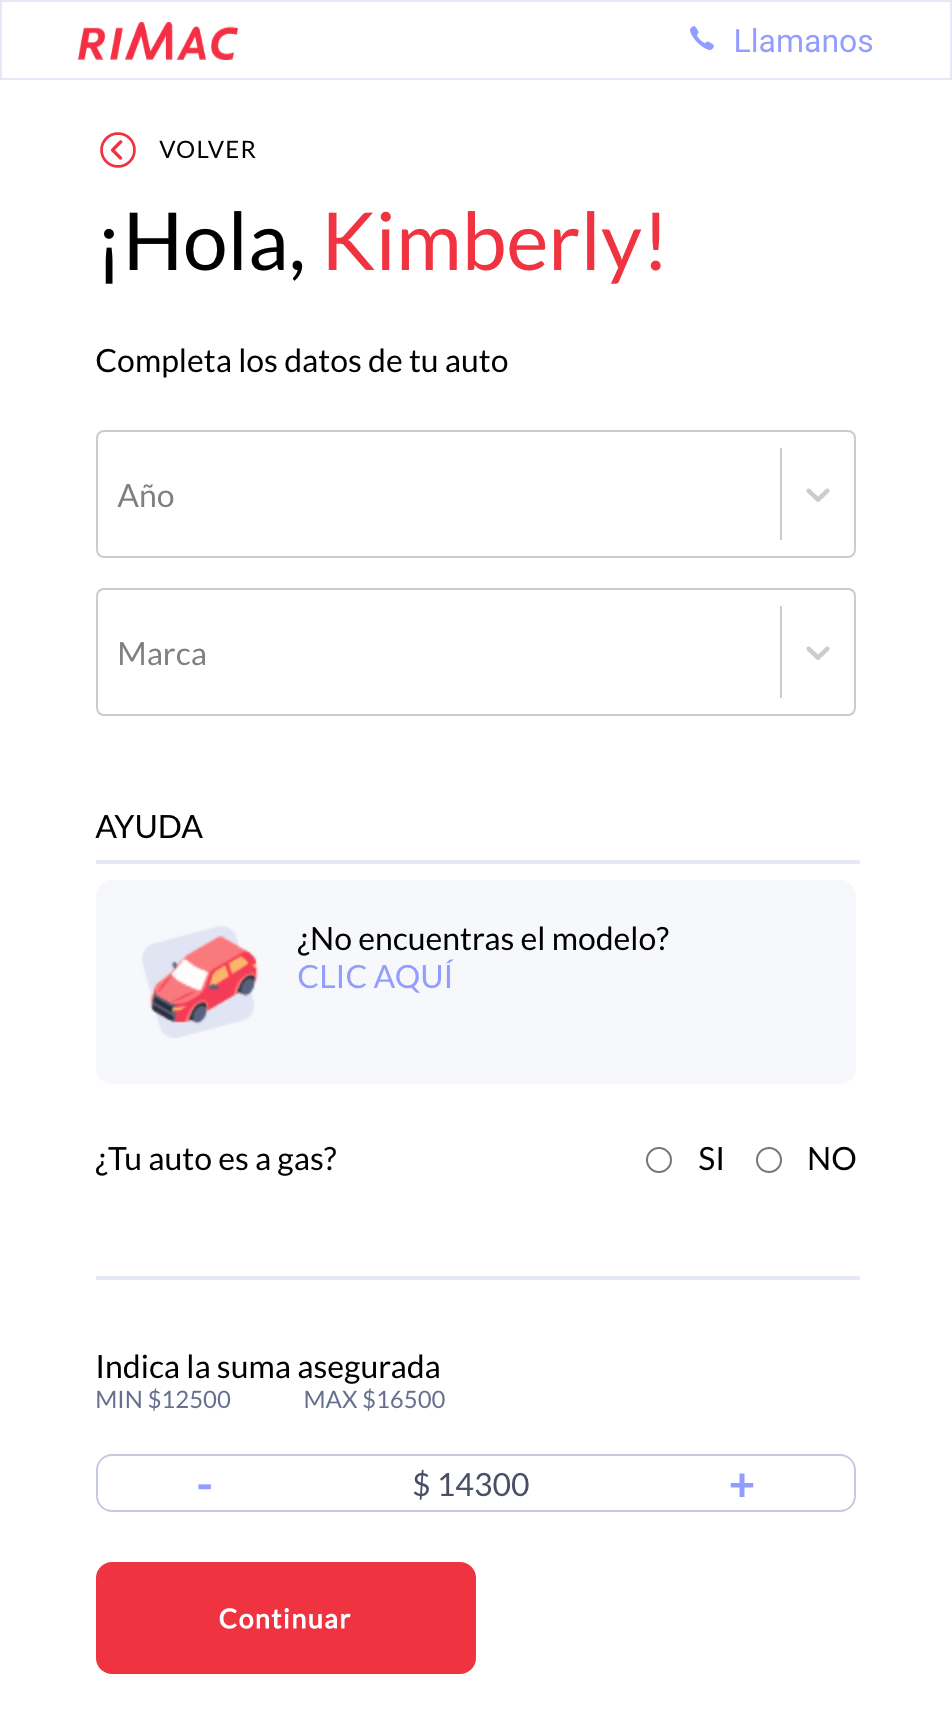 RIMAC
Llamanos
VOLVER
¡Hola, Kimberly!
Completa los datos de tu auto
Año
Marca
AYUDA
¿No encuentras el modelo?
CLIC AQUÍ
¿Tu auto es a gas?
SI
NO
Indica la suma asegurada
MIN $12500 MAX $16500
- $ 14300 +
Continuar